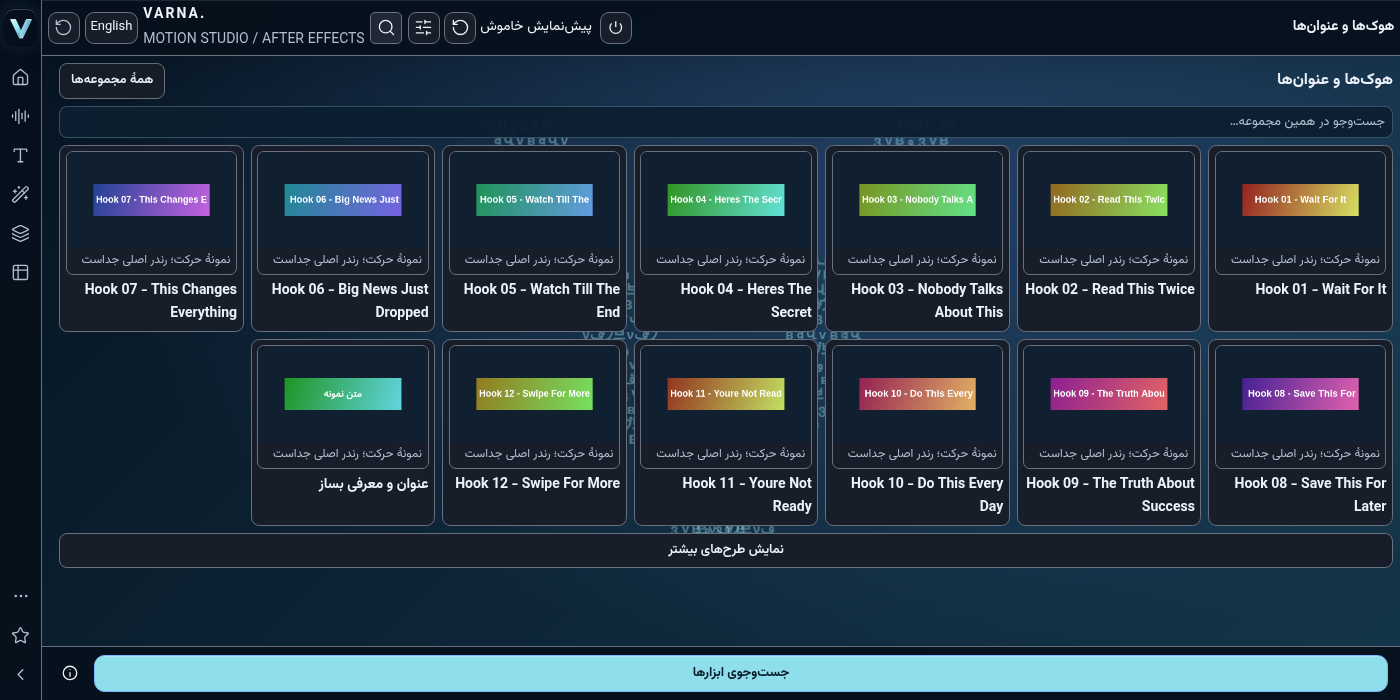 هوک‌ها و عنوان‌ها
پیش‌نمایش خاموش
VARNA.
MOTION STUDIO / AFTER EFFECTS
English
هوک‌ها و عنوان‌ها
همهٔ مجموعه‌ها
جست‌وجو در همین مجموعه…
Hook 01 - Wait For It
نمونهٔ حرکت؛ رندر اصلی جداست
Hook 01 - Wait For It
Hook 02 - Read This Twic
نمونهٔ حرکت؛ رندر اصلی جداست
Hook 02 - Read This Twice
Hook 03 - Nobody Talks A
نمونهٔ حرکت؛ رندر اصلی جداست
Hook 03 - Nobody Talks
About This
Hook 04 - Heres The Secr
نمونهٔ حرکت؛ رندر اصلی جداست
Hook 04 - Heres The
Secret
Hook 05 - Watch Till The
نمونهٔ حرکت؛ رندر اصلی جداست
Hook 05 - Watch Till The
End
Hook 06 - Big News Just
نمونهٔ حرکت؛ رندر اصلی جداست
Hook 06 - Big News Just
Dropped
Hook 07 - This Changes E
نمونهٔ حرکت؛ رندر اصلی جداست
Hook 07 - This Changes
Everything
Hook 08 - Save This For
نمونهٔ حرکت؛ رندر اصلی جداست
Hook 08 - Save This For
Later
Hook 09 - The Truth Abou
نمونهٔ حرکت؛ رندر اصلی جداست
Hook 09 - The Truth About
Success
Hook 10 - Do This Every
نمونهٔ حرکت؛ رندر اصلی جداست
Hook 10 - Do This Every
Day
Hook 11 - Youre Not Read
نمونهٔ حرکت؛ رندر اصلی جداست
Hook 11 - Youre Not
Ready
Hook 12 - Swipe For More
نمونهٔ حرکت؛ رندر اصلی جداست
Hook 12 - Swipe For More
متن نمونه
نمونهٔ حرکت؛ رندر اصلی جداست
عنوان و معرفی بساز
نمایش طرح‌های بیشتر
جست‌وجوی ابزارها